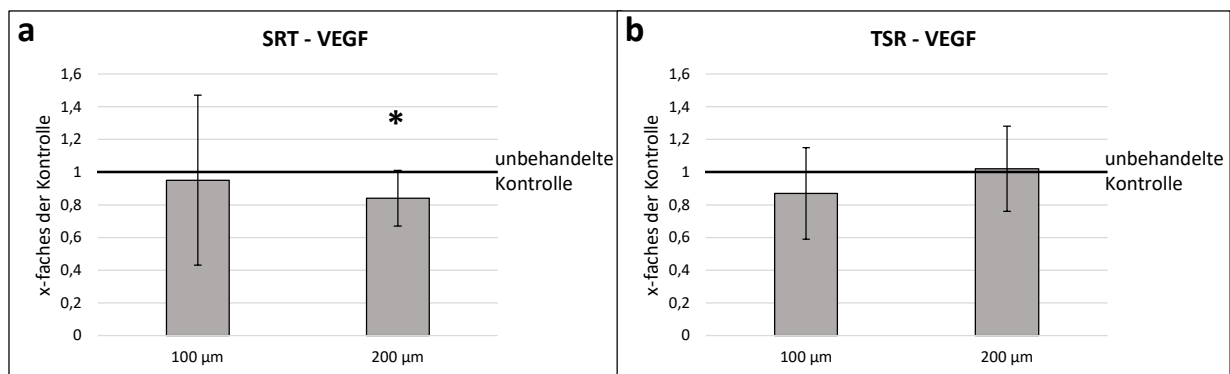 a
SRT - VEGF
x-faches der Kontrolle
1,6
1,4
1,2
1
0,8
0,6
0,4
0,2
0
*
unbehandelte
Kontrolle
100 µm
200 µm
b
TSR - VEGF
x-faches der Kontrolle
1,6
1,4
1,2
1
0,8
0,6
0,4
0,2
0
unbehandelte
Kontrolle
100 µm
200 µm